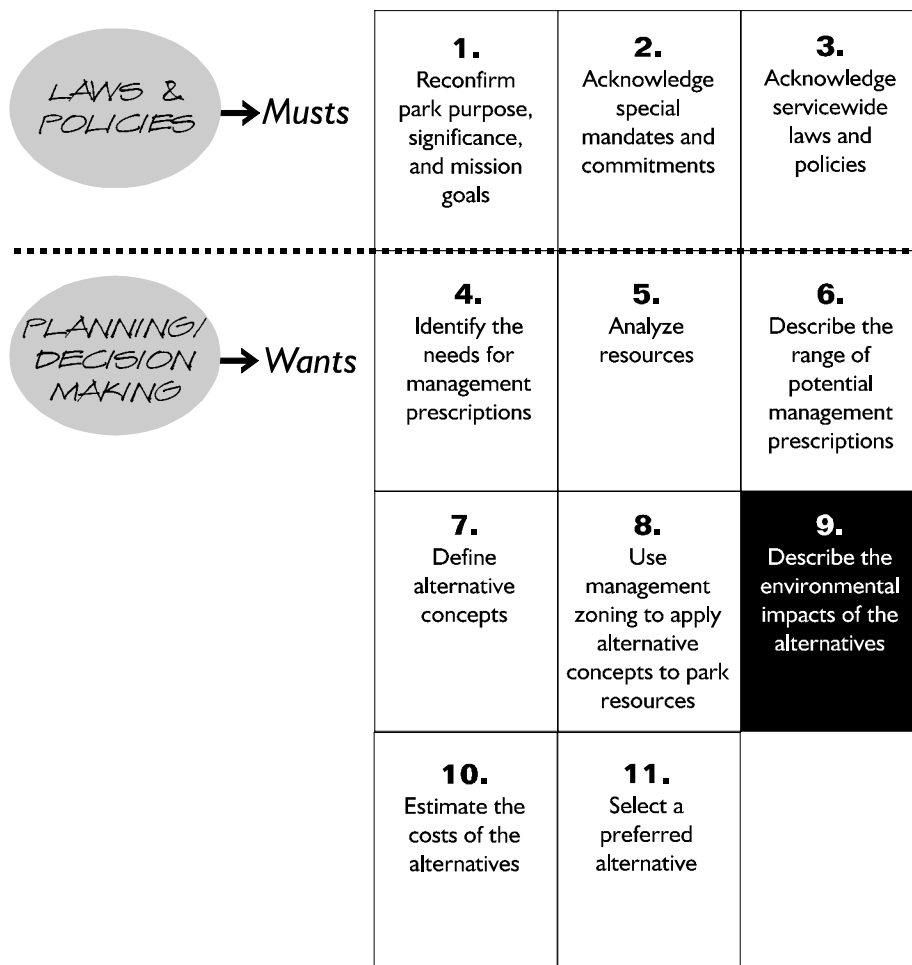 LAWS &
POLICIES
Musts
1.
Reconfirm
park purpose,
significance,
and mission
goals
2.
Acknowledge
special
mandates and
commitments
3.
Acknowledge
servicewide
laws and
policies
PLANNING/
DECISION
MAKING
Wants
4.
Identify the
needs for
management
prescriptions
5.
Analyze
resources
6.
Describe the
range of
potential
management
prescriptions
7.
Define
alternative
concepts
8.
Use
management
zoning to apply
alternative
concepts to park
resources
9.
Describe the
environmental
impacts of the
alternatives
10.
Estimate the
costs of the
alternatives
11.
Select a
preferred
alternative